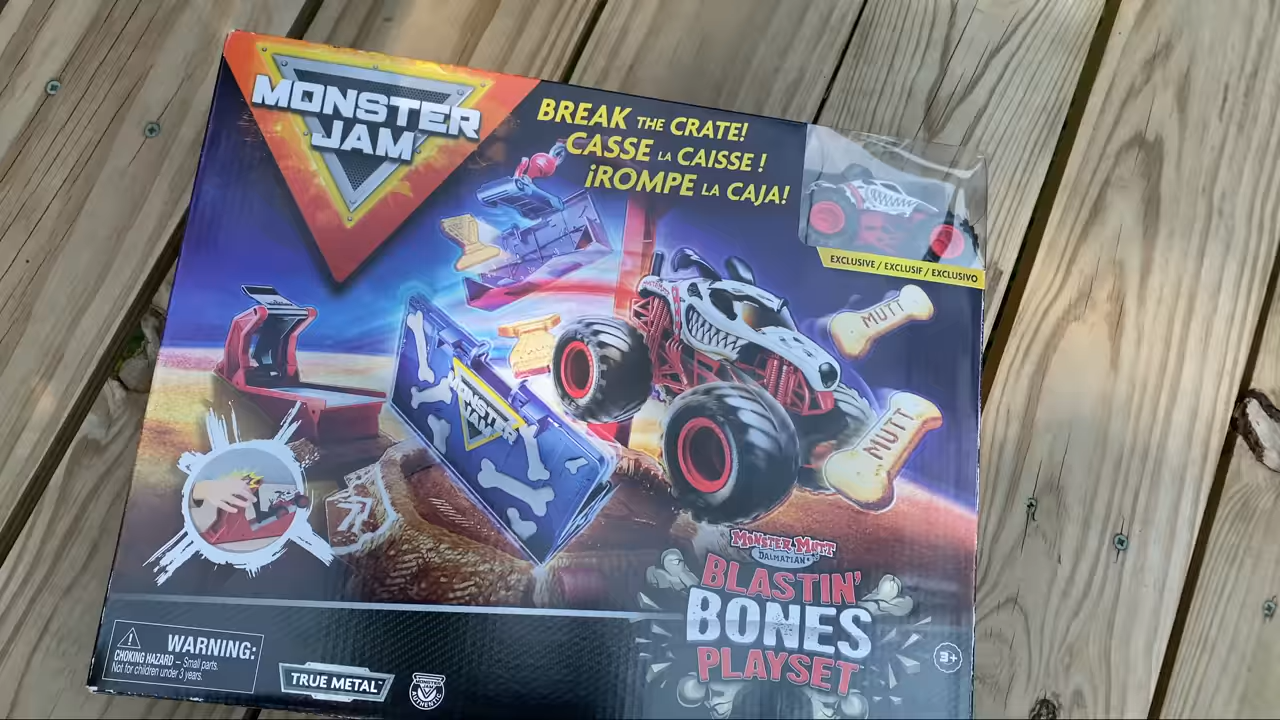 MONSTER
JAM
BREAK THE CRATE!
CASSE LA CAISSE !
¡ROMPE LA CAJA!
EXCLUSIVE / EXCLUSIF / EXCLUSIVO
MUTT
MONSTER
JAM
MUTT
MONSTER MUTT
DALMATIAN
BLASTIN'
BONES
PLAYSET
WARNING:
CHOKING HAZARD – Small parts.
Not for children under 3 years.
TRUE METAL
AUTHENTIC
3+